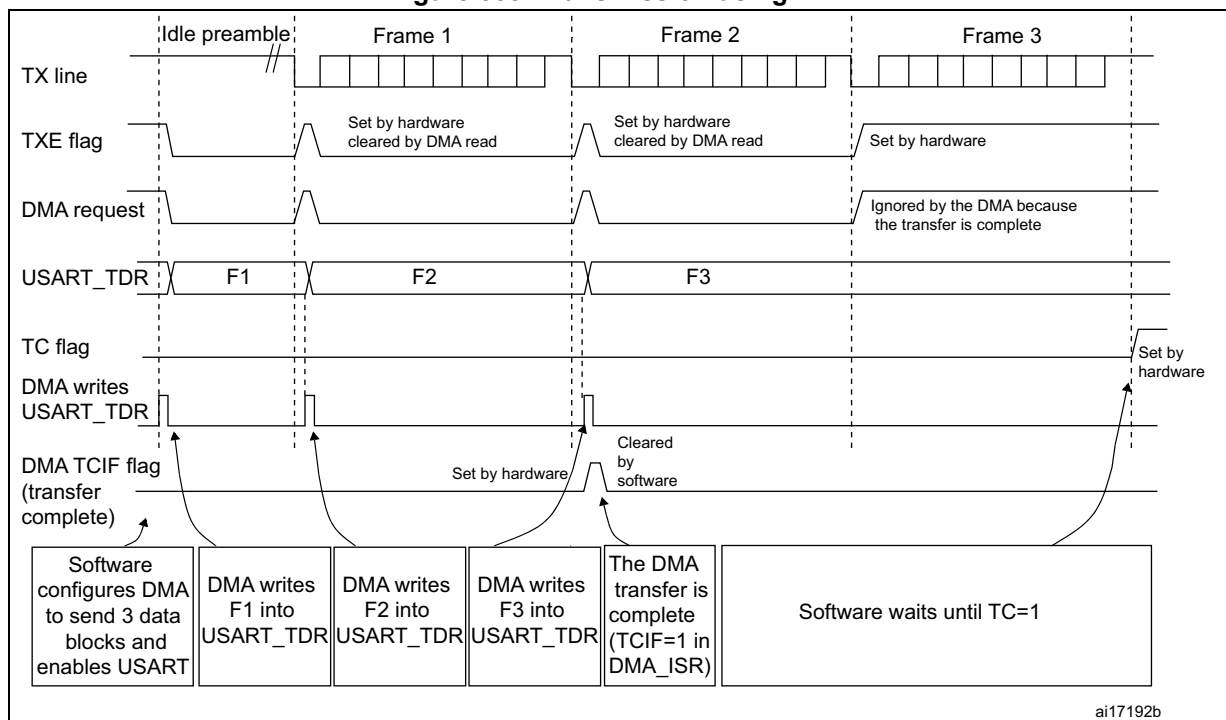 Idle preamble
Frame 1
Frame 2
Frame 3
TX line
TXE flag
Set by hardware
cleared by DMA read
Set by hardware
cleared by DMA read
Set by hardware
DMA request
Ignored by the DMA because
the transfer is complete
USART_TDR
F1
F2
F3
TC flag
Set by
hardware
DMA writes
USART_TDR
DMA TCIF flag
(transfer
complete)
Set by hardware
Cleared
by
software
Software
configures DMA
to send 3 data
blocks and
enables USART
DMA writes
F1 into
USART_TDR
DMA writes
F2 into
USART_TDR
DMA writes
F3 into
USART_TDR
The DMA
transfer is
complete
(TCIF=1 in
DMA_ISR)
Software waits until TC=1
ai17192b